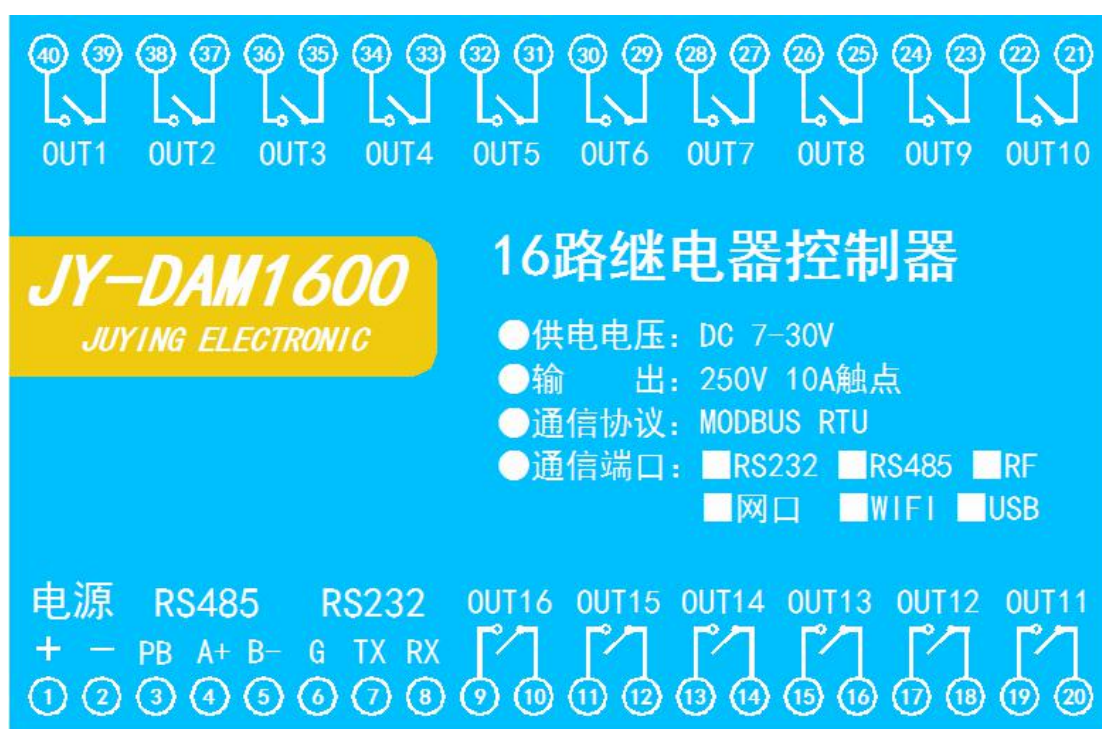 40 39 38 37 36 35 34 33 32 31 30 29 28 27 26 25 24 23 22 21
OUT1 OUT2 OUT3 OUT4 OUT5 OUT6 OUT7 OUT8 OUT9 OUT10
JY-DAM1600
JUYING ELECTRONIC
16路继电器控制器
●供电电压：DC 7-30V
●输 出：250V 10A触点
●通信协议：MODBUS RTU
●通信端口：■RS232 ■RS485 ■RF
■网口 ■WIFI ■USB
电源 RS485 RS232 OUT16 OUT15 OUT14 OUT13 OUT12 OUT11
+ - PB A+ B- G TX RX
1 2 3 4 5 6 7 8 9 10 11 12 13 14 15 16 17 18 19 20